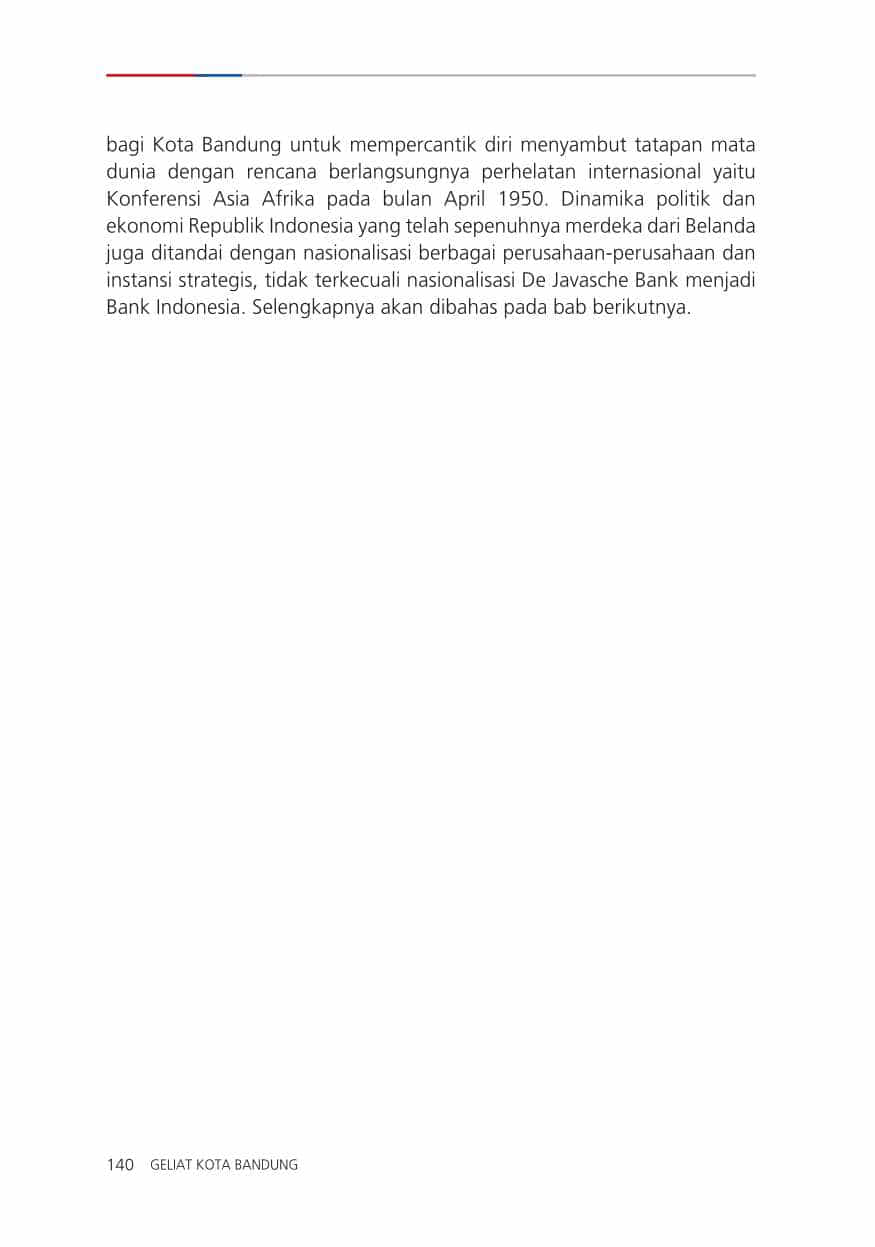 bagi Kota Bandung untuk mempercantik diri menyambut tatapan mata
dunia dengan rencana berlangsungnya perhelatan internasional yaitu
Konferensi Asia Afrika pada bulan April 1950. Dinamika politik dan
ekonomi Republik Indonesia yang telah sepenuhnya merdeka dari Belanda
juga ditandai dengan nasionalisasi berbagai perusahaan-perusahaan dan
instansi strategis, tidak terkecuali nasionalisasi De Javasche Bank menjadi
Bank Indonesia. Selengkapnya akan dibahas pada bab berikutnya.
140 GELIAT KOTA BANDUNG